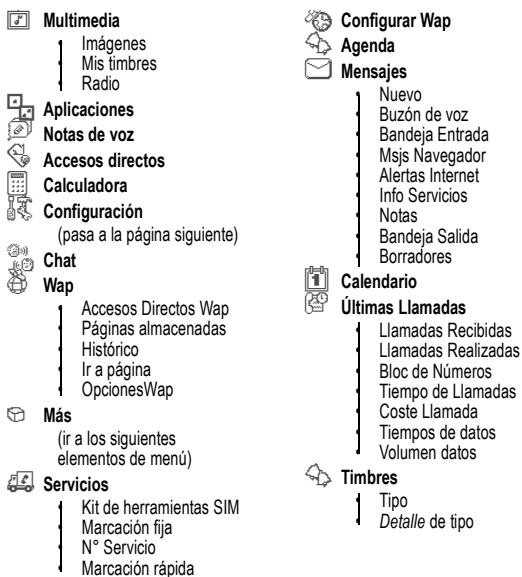 Multimedia
• Imágenes
• Mis timbres
• Radio
Aplicaciones
Notas de voz
Accesos directos
Calculadora
Configuración
(pasa a la página siguiente)
Chat
Wap
• Accesos Directos Wap
• Páginas almacenadas
• Histórico
• Ir a página
• OpcionesWap
Más
(ir a los siguientes
elementos de menú)
Servicios
• Kit de herramientas SIM
• Marcación fija
• N° Servicio
• Marcación rápida
Configurar Wap
Agenda
Mensajes
• Nuevo
• Buzón de voz
• Bandeja Entrada
• Msjs Navegador
• Alertas Internet
• Info Servicios
• Notas
• Bandeja Salida
• Borradores
Calendario
Últimas Llamadas
• Llamadas Recibidas
• Llamadas Realizadas
• Bloc de Números
• Tiempo de Llamadas
• Coste Llamada
• Tiempos de datos
• Volumen datos
Timbres
• Tipo
• Detalle de tipo